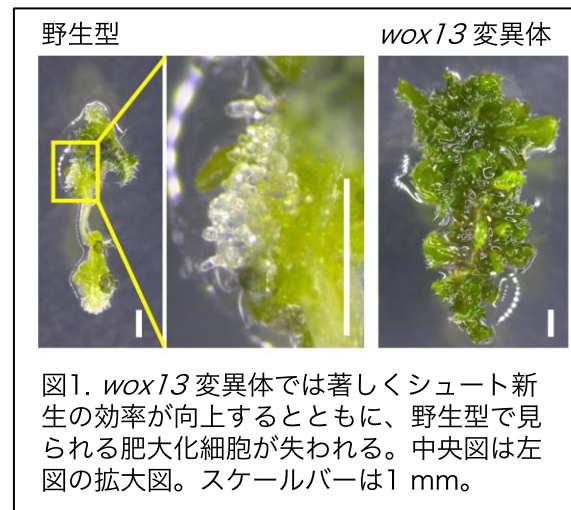 野生型
wox13 変異体
図1. wox13 変異体では著しくシュート新
生の効率が向上するとともに、野生型で見
られる肥大化細胞が失われる。中央図は左
図の拡大図。スケールバーは1 mm。